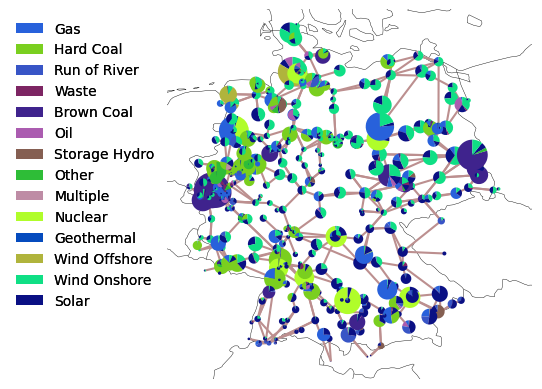 Gas
Hard Coal
Run of River
Waste
Brown Coal
Oil
Storage Hydro
Other
Multiple
Nuclear
Geothermal
Wind Offshore
Wind Onshore
Solar